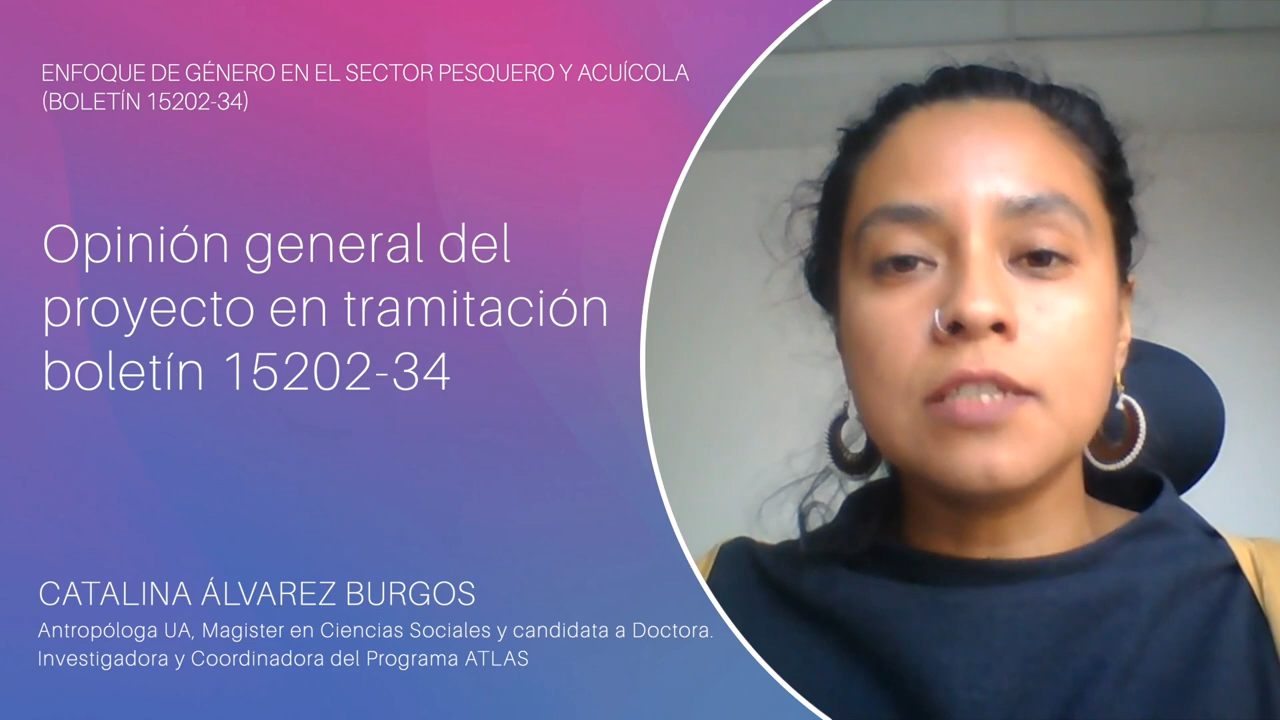 ENFOQUE DE GÉNERO EN EL SECTOR PESQUERO Y ACUÍCOLA
(BOLETÍN 15202-34)
Opinión general del
proyecto en tramitación
boletín 15202-34
CATALINA ÁLVAREZ BURGOS
Antropóloga UA, Magister en Ciencias Sociales y candidata a Doctora.
Investigadora y Coordinadora del Programa ATLAS